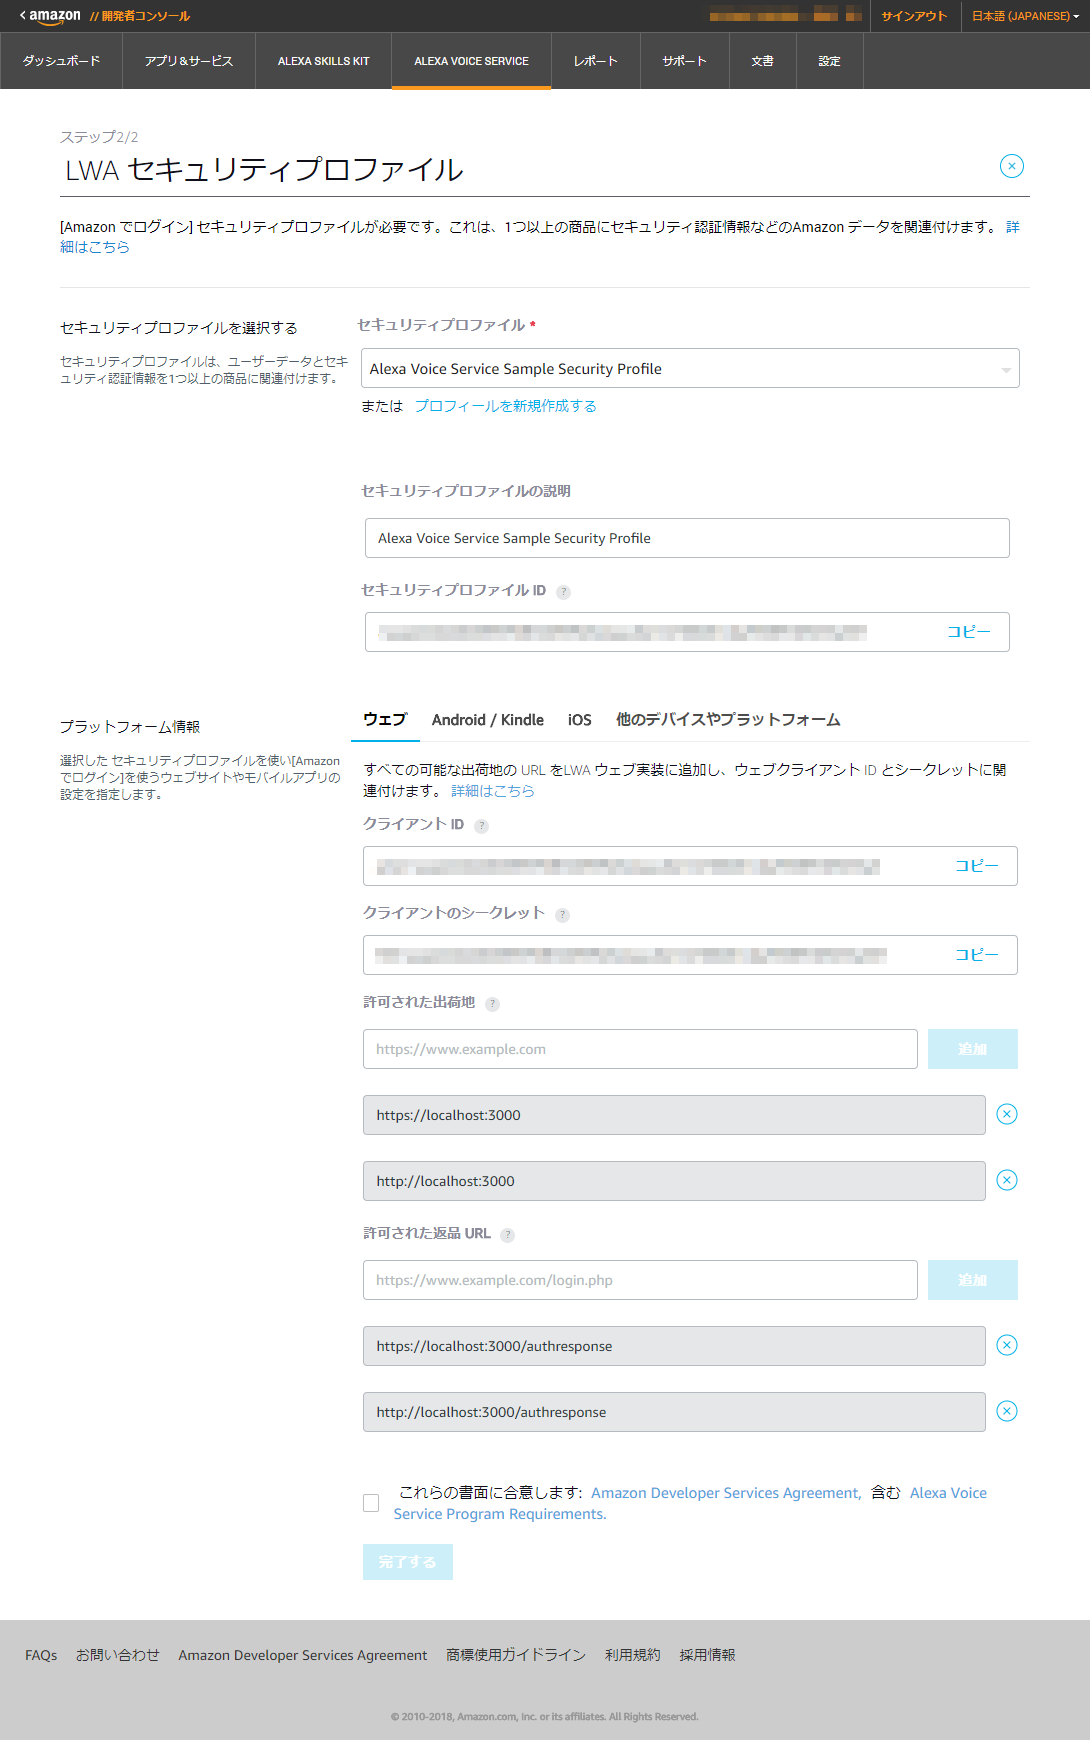 amazon // 開発者コンソール サインアウト 日本語 (JAPANESE)
ダッシュボード アプリ&サービス ALEXA SKILLS KIT ALEXA VOICE SERVICE レポート サポート 文書 設定
ステップ2/2
LWA セキュリティプロファイル
[Amazon でログイン] セキュリティプロファイルが必要です。これは、1つ以上の商品にセキュリティ認証情報などのAmazon データを関連付けます。 詳
細はこちら
セキュリティプロファイルを選択する
セキュリティプロファイルは、ユーザーデータとセキ
ュリティ認証情報を1つ以上の商品に関連付けます。
セキュリティプロファイル *
Alexa Voice Service Sample Security Profile
または プロフィールを新規作成する
セキュリティプロファイルの説明
Alexa Voice Service Sample Security Profile
セキュリティプロファイル ID ?
コピー
プラットフォーム情報
選択した セキュリティプロファイルを使い[Amazon
でログイン]を使うウェブサイトやモバイルアプリの
設定を指定します。
ウェブ Android / Kindle iOS 他のデバイスやプラットフォーム
すべての可能な出荷地の URL をLWA ウェブ実装に追加し、ウェブクライアント ID とシークレットに関
連付けます。 詳細はこちら
クライアント ID ?
コピー
クライアントのシークレット ?
コピー
許可された出荷地 ?
https://www.example.com 追加
https://localhost:3000
http://localhost:3000
許可された返品 URL ?
https://www.example.com/login.php 追加
https://localhost:3000/authresponse
http://localhost:3000/authresponse
これらの書面に合意します: Amazon Developer Services Agreement, 含む Alexa Voice
Service Program Requirements.
完了する
FAQs お問い合わせ Amazon Developer Services Agreement 商標使用ガイドライン 利用規約 採用情報
© 2010-2018, Amazon.com, Inc. or its affiliates. All Rights Reserved.